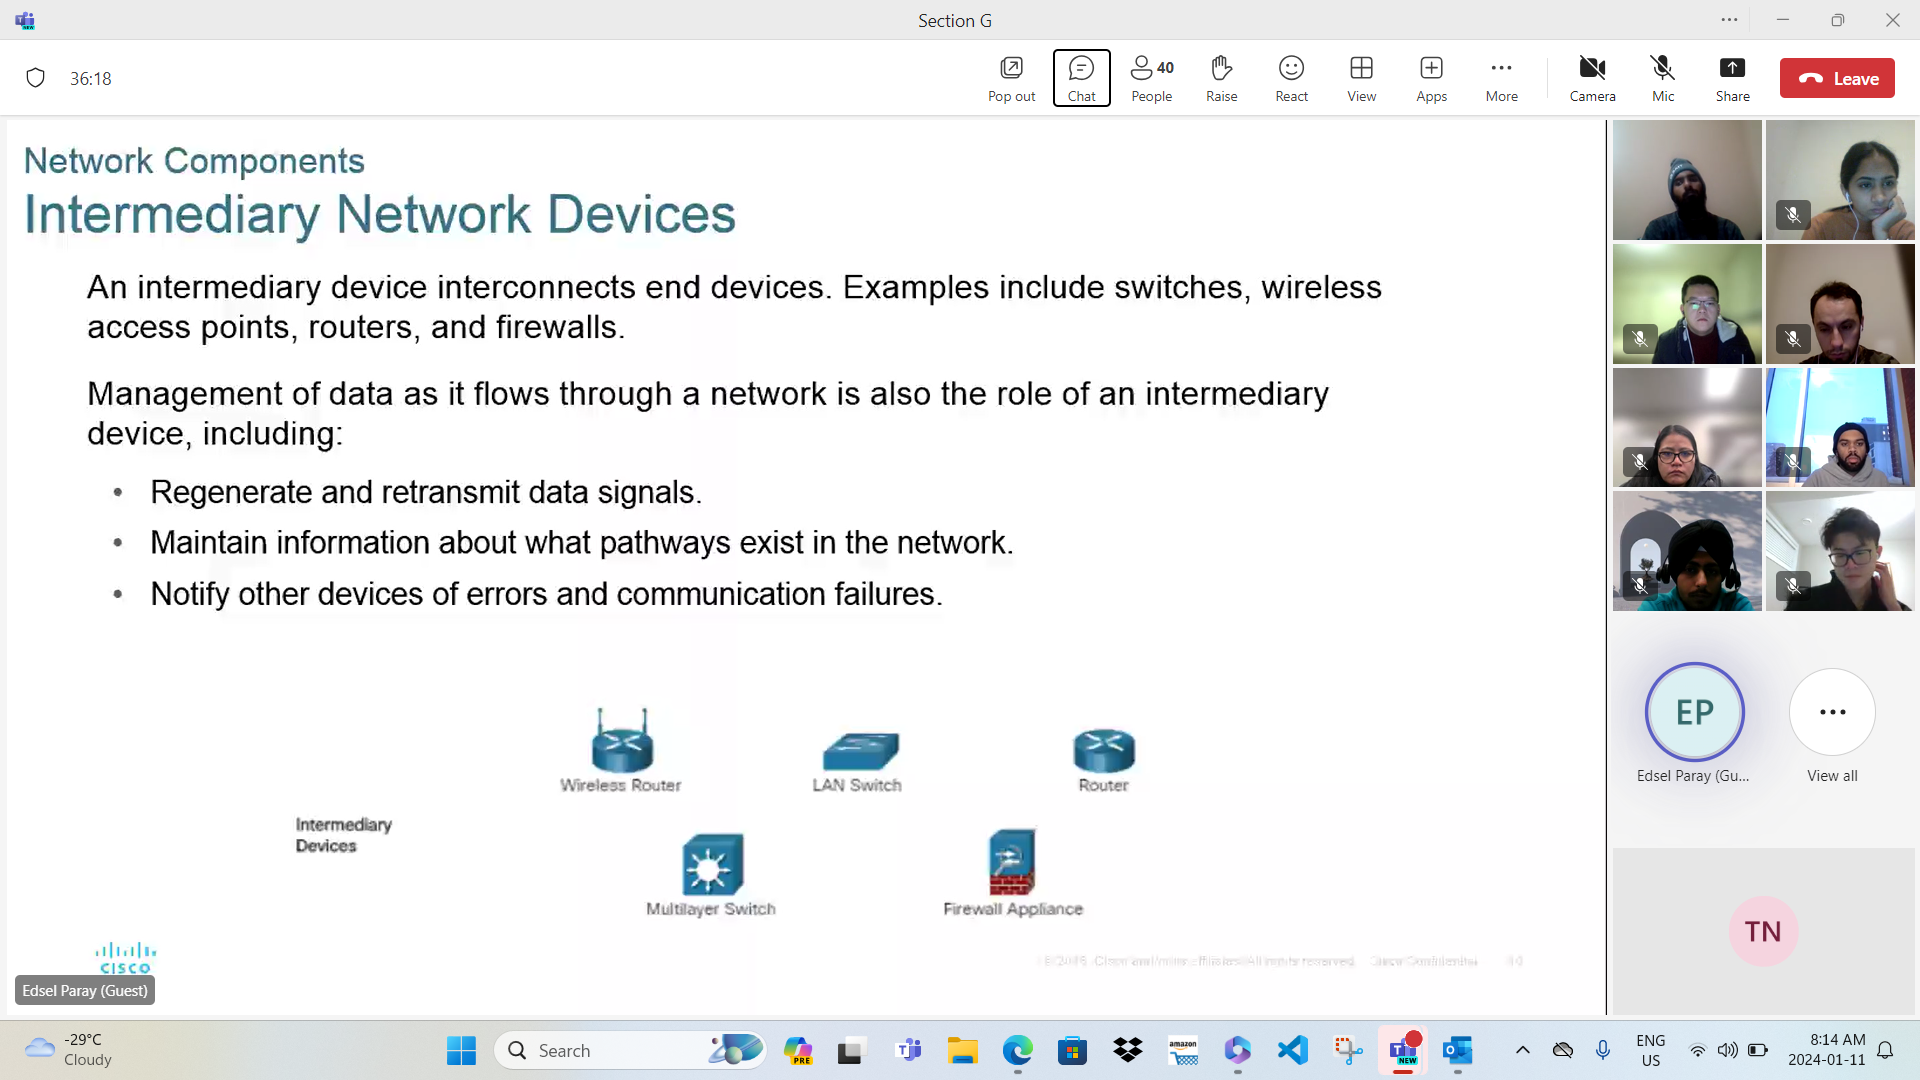 Section G
36:18
Pop out
Chat
40
People
Raise
React
View
Apps
More
Camera
Mic
Share
Leave
Network Components
Intermediary Network Devices
An intermediary device interconnects end devices. Examples include switches, wireless
access points, routers, and firewalls.
Management of data as it flows through a network is also the role of an intermediary
device, including:
• Regenerate and retransmit data signals.
• Maintain information about what pathways exist in the network.
• Notify other devices of errors and communication failures.
Wireless Router
LAN Switch
Router
Intermediary
Devices
Multilayer Switch
Firewall Appliance
CISCO
Edsel Paray (Guest)
EP
Edsel Paray (Gu...
View all
TN
-29°C
Cloudy
Search
PRE
amazon
NEW
ENG
US
8:14 AM
2024-01-11